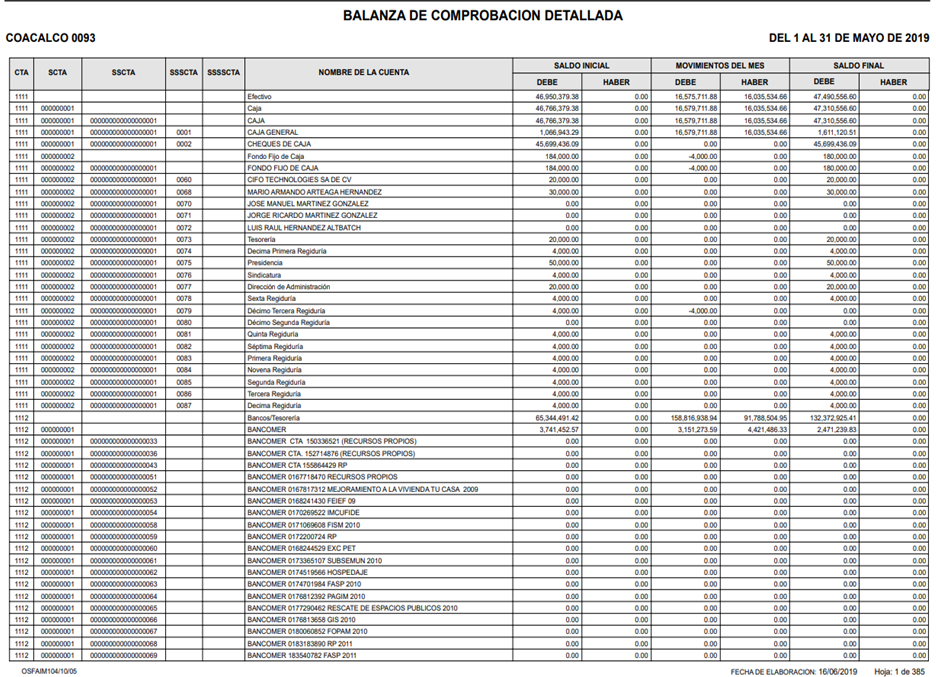 BALANZA DE COMPROBACION DETALLADA
COACALCO 0093 DEL 1 AL 31 DE MAYO DE 2019
SALDO INICIAL MOVIMIENTOS DEL MES SALDO FINAL
CTA SCTA SSCTA SSSCTA SSSSCTA NOMBRE DE LA CUENTA DEBE HABER DEBE HABER DEBE HABER
1111 Efectivo 46,950,379.38 0.00 16,575,711.88 16,035,534.66 47,490,556.60 0.00
1111 000000001 Caja 46,766,379.38 0.00 16,579,711.88 16,035,534.66 47,310,556.60 0.00
1111 000000001 000000000000000001 CAJA 46,766,379.38 0.00 16,579,711.88 16,035,534.66 47,310,556.60 0.00
1111 000000001 000000000000000001 0001 CAJA GENERAL 1,066,943.29 0.00 16,579,711.88 16,035,534.66 1,611,120.51 0.00
1111 000000001 000000000000000001 0002 CHEQUES DE CAJA 45,699,436.09 0.00 0.00 0.00 45,699,436.09 0.00
1111 000000002 Fondo Fijo de Caja 184,000.00 0.00 -4,000.00 0.00 180,000.00 0.00
1111 000000002 000000000000000001 FONDO FIJO DE CAJA 184,000.00 0.00 -4,000.00 0.00 180,000.00 0.00
1111 000000002 000000000000000001 0060 CIFO TECHNOLOGIES SA DE CV 20,000.00 0.00 0.00 0.00 20,000.00 0.00
1111 000000002 000000000000000001 0068 MARIO ARMANDO ARTEAGA HERNANDEZ 30,000.00 0.00 0.00 0.00 30,000.00 0.00
1111 000000002 000000000000000001 0070 JOSE MANUEL MARTINEZ GONZALEZ 0.00 0.00 0.00 0.00 0.00 0.00
1111 000000002 000000000000000001 0071 JORGE RICARDO MARTINEZ GONZALEZ 0.00 0.00 0.00 0.00 0.00 0.00
1111 000000002 000000000000000001 0072 LUIS RAUL HERNANDEZ ALTBATCH 0.00 0.00 0.00 0.00 0.00 0.00
1111 000000002 000000000000000001 0073 Tesorería 20,000.00 0.00 0.00 0.00 20,000.00 0.00
1111 000000002 000000000000000001 0074 Decima Primera Regiduría 4,000.00 0.00 0.00 0.00 4,000.00 0.00
1111 000000002 000000000000000001 0075 Presidencia 50,000.00 0.00 0.00 0.00 50,000.00 0.00
1111 000000002 000000000000000001 0076 Sindicatura 4,000.00 0.00 0.00 0.00 4,000.00 0.00
1111 000000002 000000000000000001 0077 Dirección de Administración 20,000.00 0.00 0.00 0.00 20,000.00 0.00
1111 000000002 000000000000000001 0078 Sexta Regiduría 4,000.00 0.00 0.00 0.00 4,000.00 0.00
1111 000000002 000000000000000001 0079 Décimo Tercera Regiduría 4,000.00 0.00 -4,000.00 0.00 0.00 0.00
1111 000000002 000000000000000001 0080 Décimo Segunda Regiduría 0.00 0.00 0.00 0.00 0.00 0.00
1111 000000002 000000000000000001 0081 Quinta Regiduría 4,000.00 0.00 0.00 0.00 4,000.00 0.00
1111 000000002 000000000000000001 0082 Séptima Regiduría 4,000.00 0.00 0.00 0.00 4,000.00 0.00
1111 000000002 000000000000000001 0083 Primera Regiduría 4,000.00 0.00 0.00 0.00 4,000.00 0.00
1111 000000002 000000000000000001 0084 Novena Regiduría 4,000.00 0.00 0.00 0.00 4,000.00 0.00
1111 000000002 000000000000000001 0085 Segunda Regiduría 4,000.00 0.00 0.00 0.00 4,000.00 0.00
1111 000000002 000000000000000001 0086 Tercera Regiduría 4,000.00 0.00 0.00 0.00 4,000.00 0.00
1111 000000002 000000000000000001 0087 Decima Regiduría 4,000.00 0.00 0.00 0.00 4,000.00 0.00
1112 Bancos/Tesorería 65,344,491.42 0.00 158,816,938.94 91,788,504.95 132,372,925.41 0.00
1112 000000001 BANCOMER 3,741,452.57 0.00 3,151,273.59 4,421,486.33 2,471,239.83 0.00
1112 000000001 000000000000000033 BANCOMER CTA 150336521 (RECURSOS PROPIOS) 0.00 0.00 0.00 0.00 0.00 0.00
1112 000000001 000000000000000036 BANCOMER CTA. 152714876 (RECURSOS PROPIOS) 0.00 0.00 0.00 0.00 0.00 0.00
1112 000000001 000000000000000043 BANCOMER CTA 155864429 RP 0.00 0.00 0.00 0.00 0.00 0.00
1112 000000001 000000000000000051 BANCOMER 0167718470 RECURSOS PROPIOS 0.00 0.00 0.00 0.00 0.00 0.00
1112 000000001 000000000000000052 BANCOMER 0167817312 MEJORAMIENTO A LA VIVIENDA TU CASA 2009 0.00 0.00 0.00 0.00 0.00 0.00
1112 000000001 000000000000000053 BANCOMER 0168241430 FEIEF 09 0.00 0.00 0.00 0.00 0.00 0.00
1112 000000001 000000000000000054 BANCOMER 0170269522 IMCUFIDE 0.00 0.00 0.00 0.00 0.00 0.00
1112 000000001 000000000000000058 BANCOMER 0171069608 FISM 2010 0.00 0.00 0.00 0.00 0.00 0.00
1112 000000001 000000000000000059 BANCOMER 0172200724 RP 0.00 0.00 0.00 0.00 0.00 0.00
1112 000000001 000000000000000060 BANCOMER 0168244529 EXC PET 0.00 0.00 0.00 0.00 0.00 0.00
1112 000000001 000000000000000061 BANCOMER 0173365107 SUBSEMUN 2010 0.00 0.00 0.00 0.00 0.00 0.00
1112 000000001 000000000000000062 BANCOMER 0174519566 HOSPEDAJE 0.00 0.00 0.00 0.00 0.00 0.00
1112 000000001 000000000000000063 BANCOMER 0174701984 FASP 2010 0.00 0.00 0.00 0.00 0.00 0.00
1112 000000001 000000000000000064 BANCOMER 0176812392 PAGIM 2010 0.00 0.00 0.00 0.00 0.00 0.00
1112 000000001 000000000000000065 BANCOMER 0177290462 RESCATE DE ESPACIOS PUBLICOS 2010 0.00 0.00 0.00 0.00 0.00 0.00
1112 000000001 000000000000000066 BANCOMER 0176813658 GIS 2010 0.00 0.00 0.00 0.00 0.00 0.00
1112 000000001 000000000000000067 BANCOMER 0180060852 FOPAM 2010 0.00 0.00 0.00 0.00 0.00 0.00
1112 000000001 000000000000000068 BANCOMER 0183183890 RP 2011 0.00 0.00 0.00 0.00 0.00 0.00
1112 000000001 000000000000000069 BANCOMER 183540782 FASP 2011 0.00 0.00 0.00 0.00 0.00 0.00
OSFAIM104/10/05 FECHA DE ELABORACION: 16/06/2019 Hoja: 1 de 385